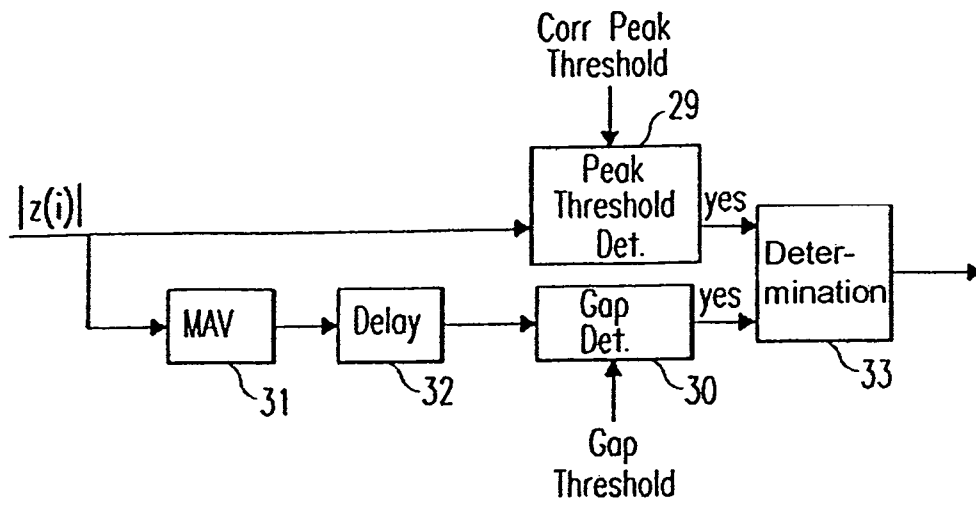 Corr Peak
Threshold
29
|z(i)|
Peak
Threshold
Det.
yes
Deter-
mination
33
MAV
31
Delay
32
Gap
Det.
yes
30
Gap
Threshold